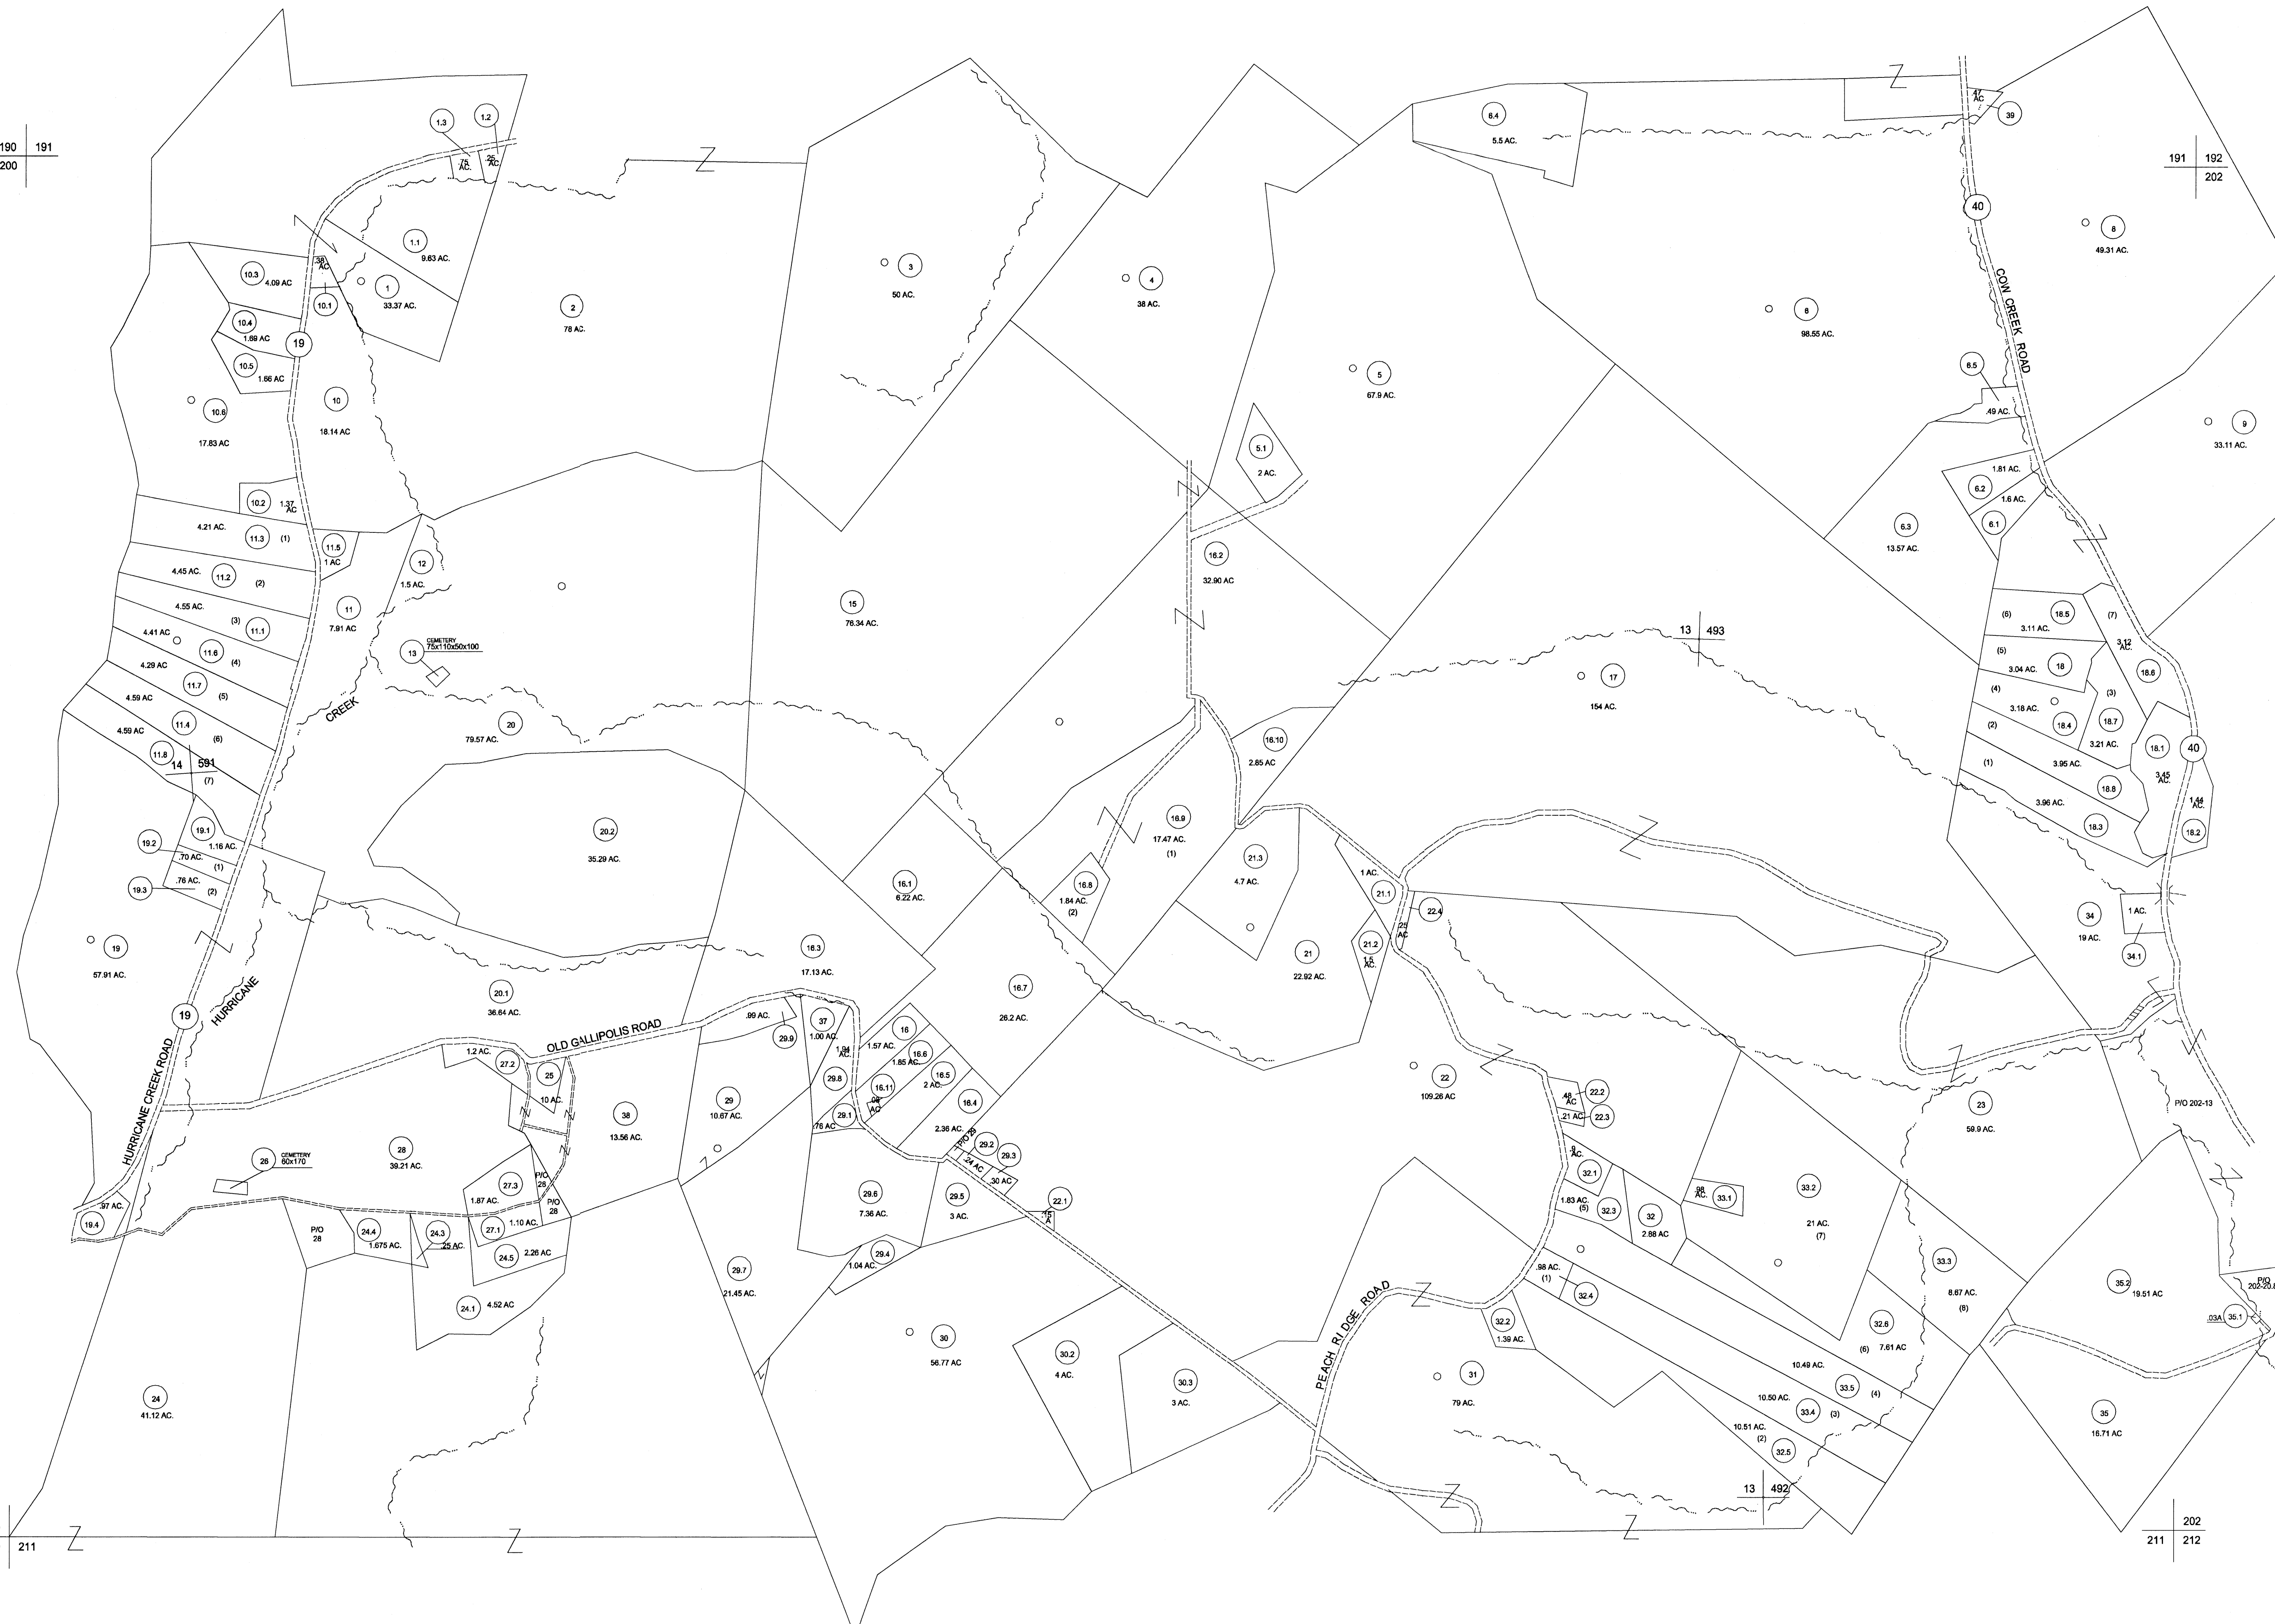 190 191
200
1.3
1.2
.75
AC.
.25
AC
6.4
5.5 AC.
.47
AC
39
191 192
202
40
8
49.31 AC.
1.1
9.63 AC.
.38
AC
10.3
4.09 AC
10.1
1
33.37 AC.
2
78 AC.
3
50 AC.
4
38 AC.
6
98.55 AC.
COW CREEK ROAD
10.4
1.69 AC
19
10.5
1.66 AC
10
18.14 AC
10.6
17.83 AC
5
67.9 AC.
5.1
2 AC.
6.5
.49 AC.
9
33.11 AC.
10.2
1.37
AC
4.21 AC.
11.3
(1)
11.5
1 AC
12
1.5 AC.
6.2
1.81 AC.
1.6 AC.
6.1
6.3
13.57 AC.
16.2
32.90 AC
4.45 AC.
11.2
(2)
4.55 AC.
(3)
11.1
11
7.91 AC
15
76.34 AC.
4.41 AC
11.6
(4)
CEMETERY
75x110x50x100
13
4.29 AC
11.7
(5)
4.59 AC
11.4
(6)
4.59 AC
11.8
14 591
(7)
CREEK
20
79.57 AC.
13 493
17
154 AC.
(6)
18.5
3.11 AC.
(7)
3.12
AC.
18.6
(5)
3.04 AC.
18
(4)
3.18 AC.
18.4
(3)
18.7
3.21 AC.
(2)
3.95 AC.
18.8
18.1
3.45
AC.
40
(1)
3.96 AC.
18.3
1.44
AC.
18.2
16.10
2.85 AC
16.9
17.47 AC.
(1)
19.1
1.16 AC.
19.2
.70 AC.
(1)
19.3
.76 AC.
(2)
20.2
35.29 AC.
16.1
6.22 AC.
16.8
1.84 AC.
(2)
21.3
4.7 AC.
1 AC.
21.1
22.4
.25
AC
21.2
1.5
AC.
21
22.92 AC.
34
19 AC.
1 AC.
34.1
19
57.91 AC.
16.3
17.13 AC.
16.7
26.2 AC.
20.1
36.64 AC.
19
HURRICANE
HURRICANE CREEK ROAD
OLD GALLIPOLIS ROAD
.99 AC.
29.9
37
1.00 AC.
1.94
AC.
29.8
16
1.57 AC.
16.6
1.85 AC.
16.5
2 AC.
16.11
.08
AC
29.1
.76 AC
16.4
2.36 AC.
1.2 AC.
27.2
25
10 AC.
38
13.56 AC.
29
10.67 AC.
22
109.26 AC
22.2
.48
AC
22.3
.21 AC
23
59.9 AC.
P/O 202-13
28
39.21 AC.
26
CEMETERY
60x170
P/O 29
29.2
.24 AC
29.3
.30 AC
.9
AC.
32.1
1.83 AC.
(5)
32.3
32
2.68 AC
.98
AC.
33.1
33.2
21 AC.
(7)
27.3
1.87 AC.
P/O
28
P/O
28
29.6
7.36 AC.
29.5
3 AC.
22.1
.15
A
19.4
.97 AC.
P/O
28
24.4
1.675 AC.
24.3
.25 AC.
27.1
1.10 AC.
24.5
2.26 AC
24.1
4.52 AC
29.4
1.04 AC.
29.7
21.45 AC.
.98 AC.
(1)
32.4
33.3
8.67 AC.
(8)
35.2
19.51 AC
P/O
202-20.8
.03A
35.1
PEACH RIDGE ROAD
32.2
1.39 AC.
32.6
(6) 7.61 AC
30
56.77 AC
30.2
4 AC.
30.3
3 AC.
31
79 AC.
10.49 AC.
33.5
(4)
10.50 AC.
33.4
(3)
10.51 AC.
(2)
32.5
24
41.12 AC.
35
16.71 AC
13 492
202
211 212
211